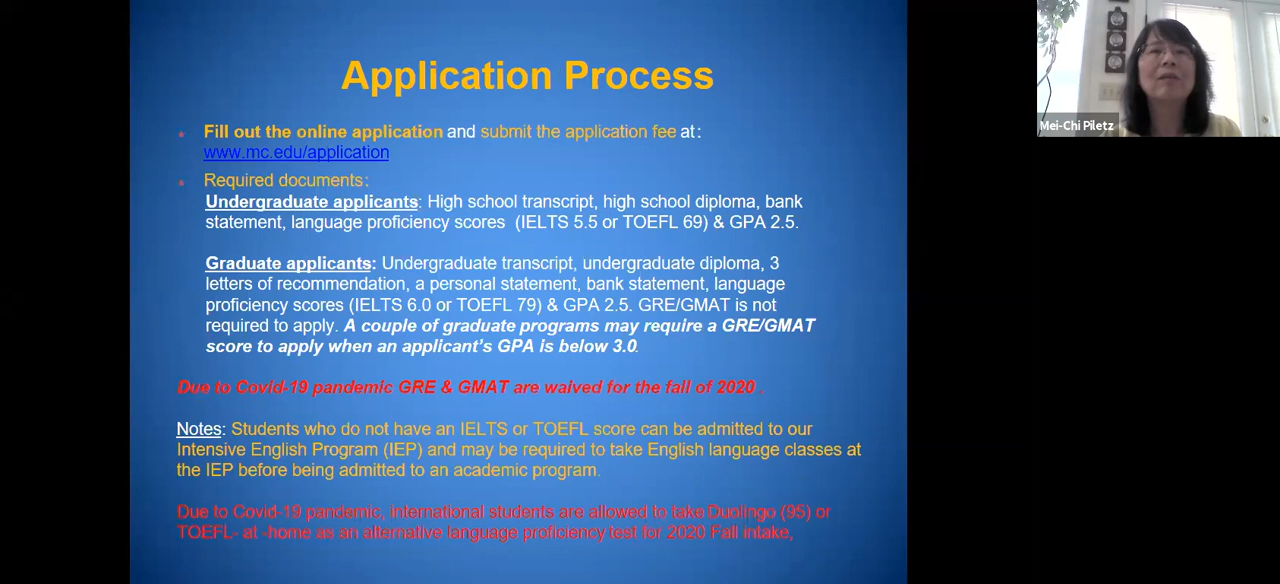 Application Process
Fill out the online application and submit the application fee at:
www.mc.edu/application
Required documents:
Undergraduate applicants: High school transcript, high school diploma, bank
statement, language proficiency scores (IELTS 5.5 or TOEFL 69) & GPA 2.5.
Graduate applicants: Undergraduate transcript, undergraduate diploma, 3
letters of recommendation, a personal statement, bank statement, language
proficiency scores (IELTS 6.0 or TOEFL 79) & GPA 2.5. GRE/GMAT is not
required to apply. A couple of graduate programs may require a GRE/GMAT
score to apply when an applicant's GPA is below 3.0.
Due to Covid-19 pandemic GRE & GMAT are waived for the fall of 2020 .
Notes: Students who do not have an IELTS or TOEFL score can be admitted to our
Intensive English Program (IEP) and may be required to take English language classes at
the IEP before being admitted to an academic program.
Due to Covid-19 pandemic, international students are allowed to take Duolingo (95) or
TOEFL- at -home as an alternative language proficiency test for 2020 Fall intake,
Mei-Chi Piletz